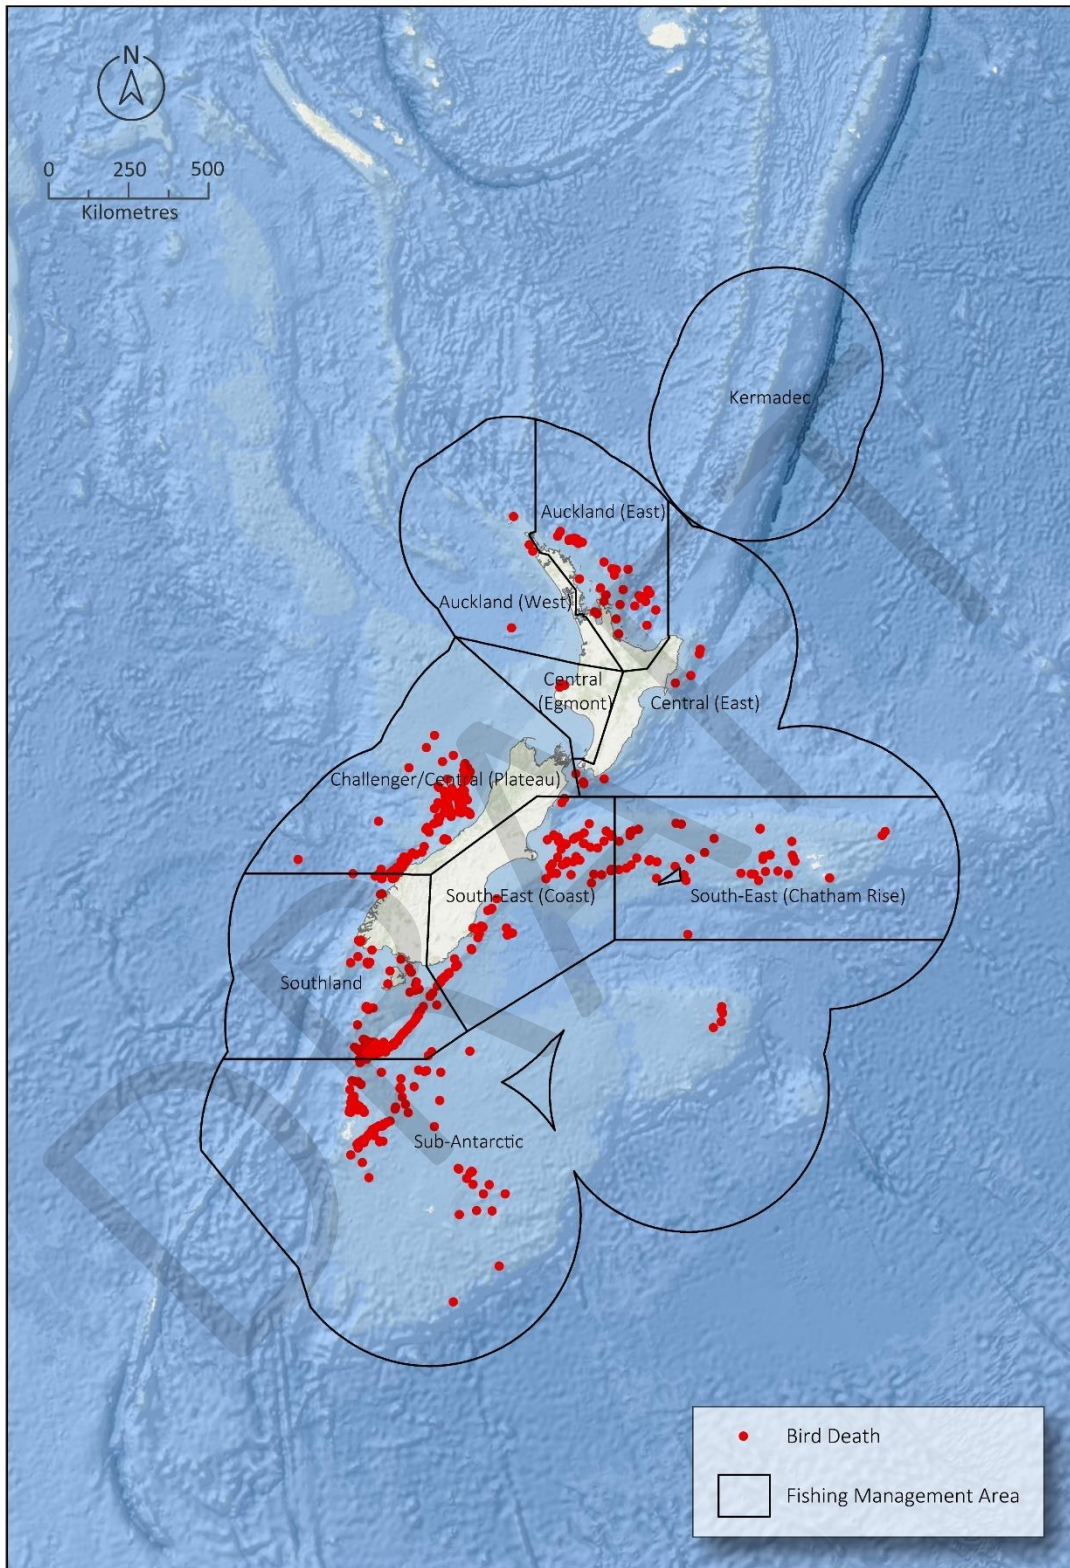 N
0 250 500
Kilometres
Kermadec
Auckland (East)
Auckland (West)
Central
(Egmont)
Central (East)
Challenger/Central (Plateau)
South-East (Coast)
South-East (Chatham Rise)
Southland
Sub-Antarctic
DRAFT
Bird Death
Fishing Management Area